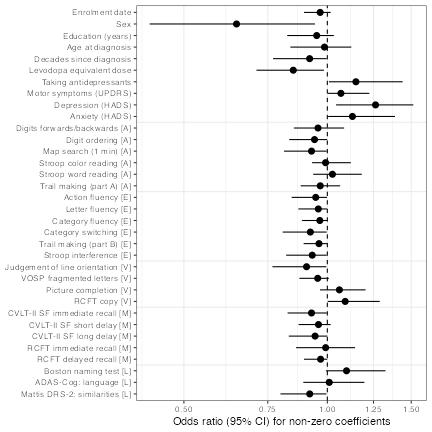 Enrolment date
Sex
Education (years)
Age at diagnosis
Decades since diagnosis
Levodopa equivalent dose
Taking antidepressants
Motor symptoms (UPDRS)
Depression (HADS)
Anxiety (HADS)
Digits forwards/backwards [A]
Digit ordering [A]
Map search (1 min) [A]
Stroop color reading [A]
Stroop word reading [A]
Trail making (part A) [A]
Action fluency [E]
Letter fluency [E]
Category fluency [E]
Category switching [E]
Trail making (part B) [E]
Stroop interference [E]
Judgement of line orientation [V]
VOSP fragmented letters [V]
Picture completion [V]
RCFT copy [V]
CVLT-II SF immediate recall [M]
CVLT-II SF short delay [M]
CVLT-II SF long delay [M]
RCFT immediate recall [M]
RCFT delayed recall [M]
Boston naming test [L]
ADAS-Cog: language [L]
Mattis DRS-2: similarities [L]
0.50 0.75 1.00 1.25 1.50
Odds ratio (95% CI) for non-zero coefficients